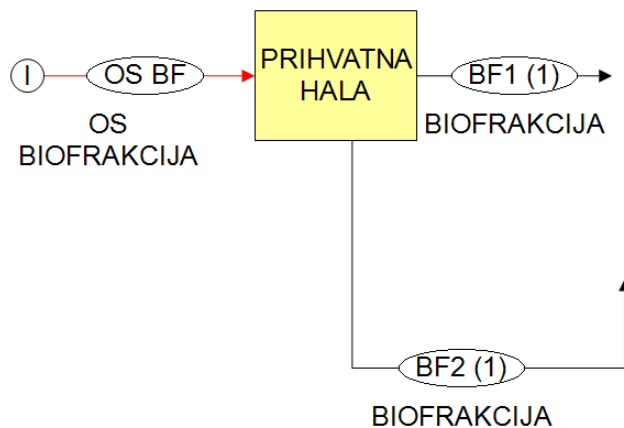 I
OS BF
PRIHVATNA
HALA
BF1 (1)
OS
BIOFRAKCIJA
BIOFRAKCIJA
BF2 (1)
BIOFRAKCIJA